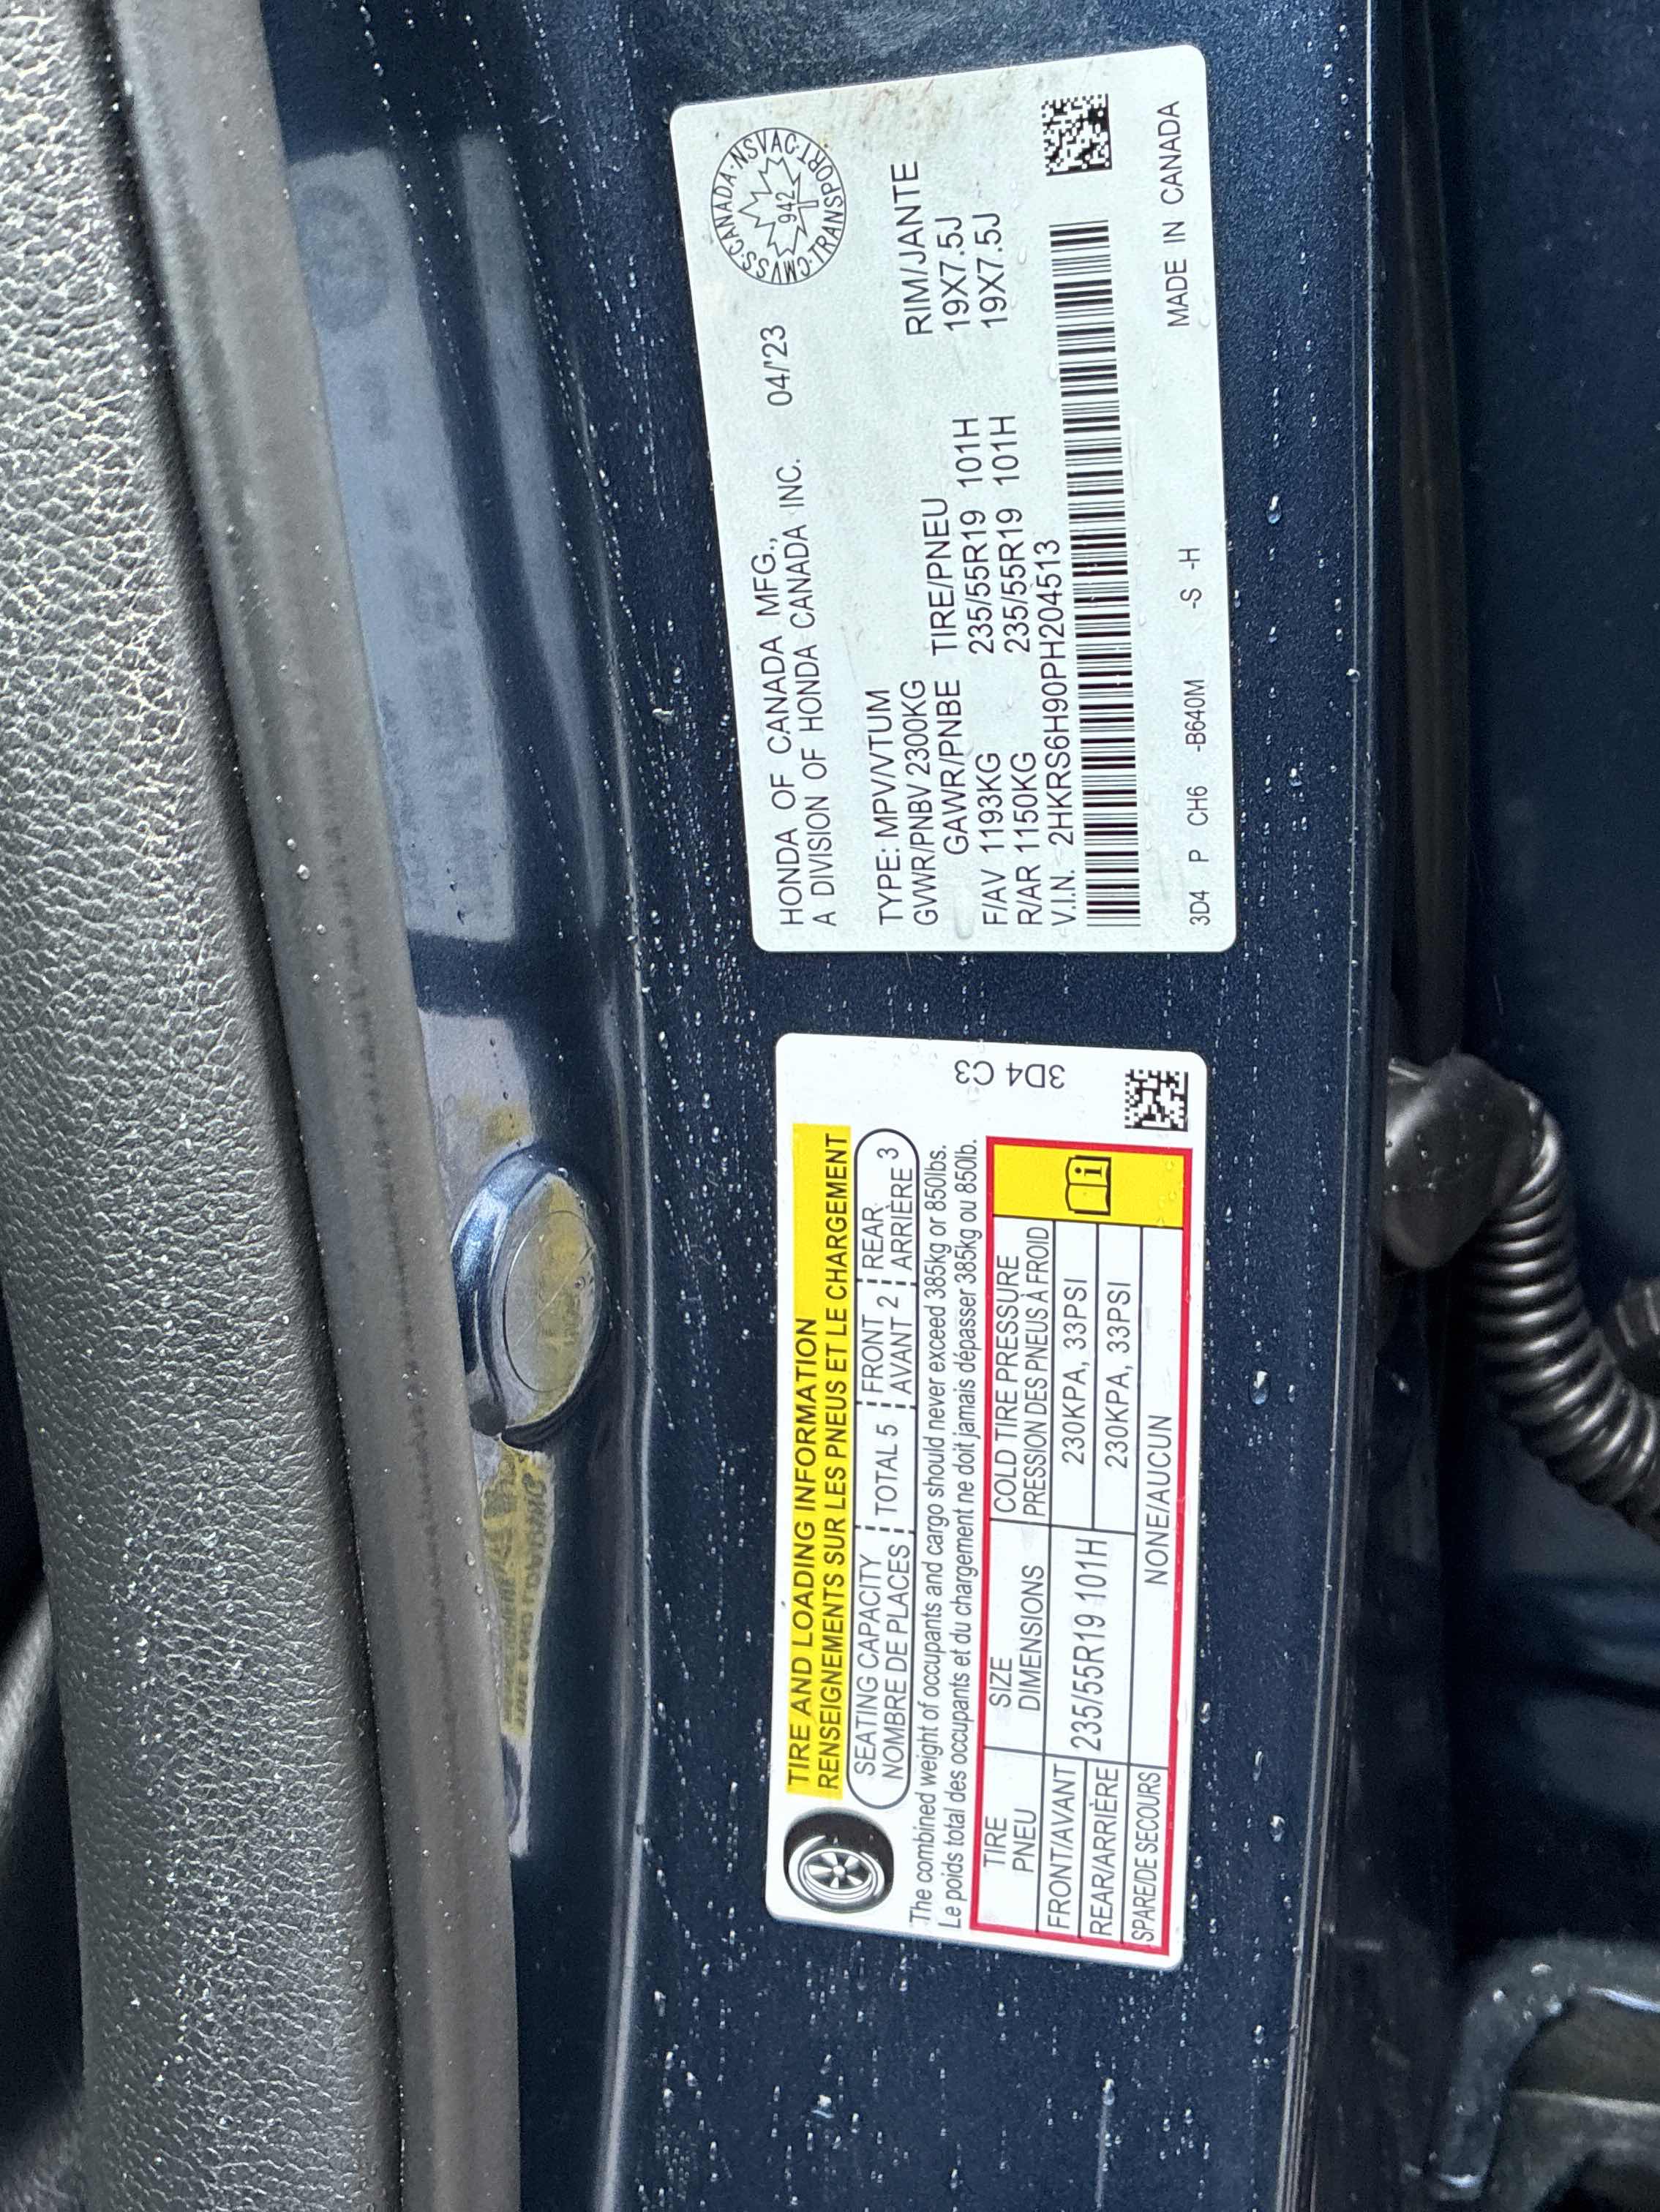 TIRE AND LOADING INFORMATION
RENSEIGNEMENTS SUR LES PNEUS ET LE CHARGEMENT
SEATING CAPACITY TOTAL 5 FRONT 2 REAR 3
NOMBRE DE PLACES AVANT ARRIÈRE
The combined weight of occupants and cargo should never exceed 385kg or 850lbs.
Le poids total des occupants et du chargement ne doit jamais dépasser 385kg ou 850lb.
TIRE SIZE COLD TIRE PRESSURE
PNEU DIMENSIONS PRESSION DES PNEUS À FROID
FRONT/AVANT 235/55R19 101H 230KPA, 33PSI
REAR/ARRIÈRE 230KPA, 33PSI
SPARE/DE SECOURS NONE/AUCUN
3D4 C3
HONDA OF CANADA MFG., 04/'23
A DIVISION OF HONDA CANADA INC.
CMVSS·CANADA·NSVAC·TRANSPORT·
942
TYPE: MPV/VTUM
GVWR/PNBV 2300KG
GAWR/PNBE TIRE/PNEU RIM/JANTE
F/AV 1193KG 235/55R19 101H 19X7.5J
R/AR 1150KG 235/55R19 101H 19X7.5J
V.I.N. 2HKRS6H90PH204513
3D4 P CH6 -B640M -S -H MADE IN CANADA